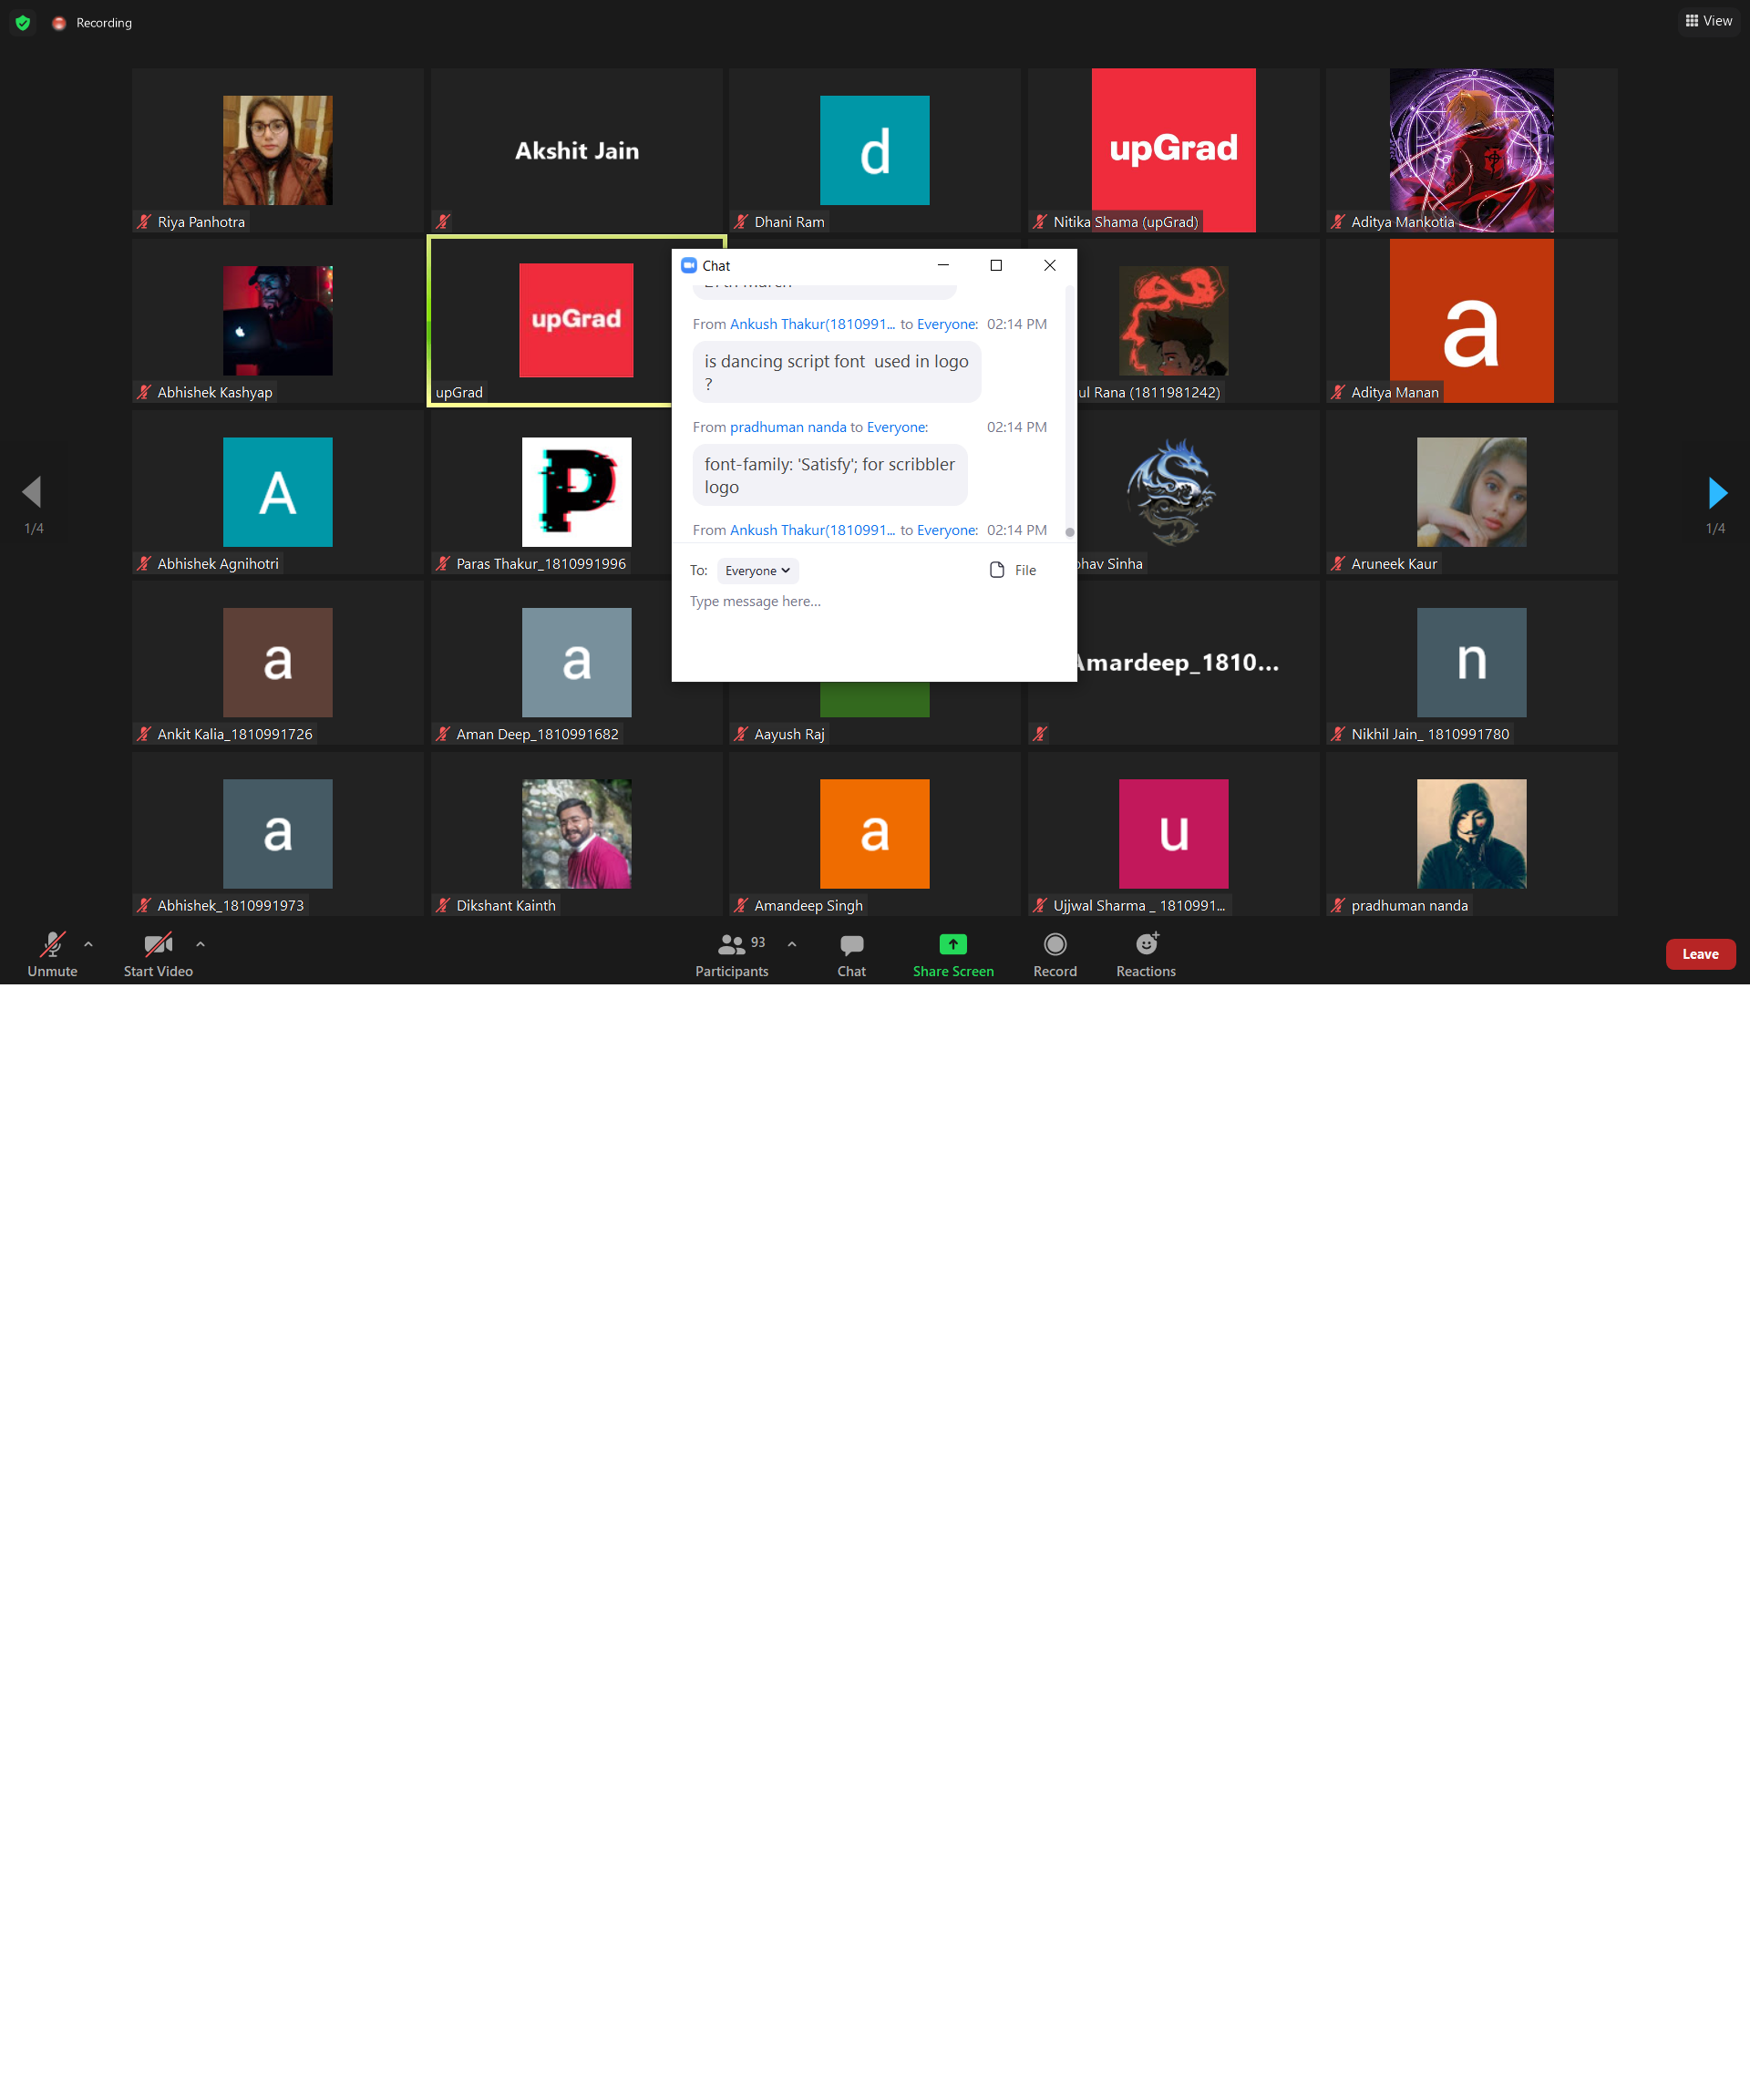 Recording
View
Riya Panhotra
Akshit Jain
d
Dhani Ram
upGrad
Nitika Shama (upGrad)
Aditya Mankotia
Abhishek Kashyap
upGrad
upGrad
ul Rana (1811981242)
a
Aditya Manan
Chat
27th March
From Ankush Thakur(1810991... to Everyone: 02:14 PM
is dancing script font used in logo
?
From pradhuman nanda to Everyone: 02:14 PM
font-family: 'Satisfy'; for scribbler
logo
From Ankush Thakur(1810991... to Everyone: 02:14 PM
To: Everyone
File
Type message here...
1/4
A
Abhishek Agnihotri
P
Paras Thakur_1810991996
hav Sinha
Aruneek Kaur
1/4
a
Ankit Kalia_1810991726
a
Aman Deep_1810991682
Aayush Raj
Amardeep_1810...
n
Nikhil Jain_ 1810991780
a
Abhishek_1810991973
Dikshant Kainth
a
Amandeep Singh
u
Ujjwal Sharma _ 1810991...
pradhuman nanda
Unmute
Start Video
93
Participants
Chat
Share Screen
Record
Reactions
Leave